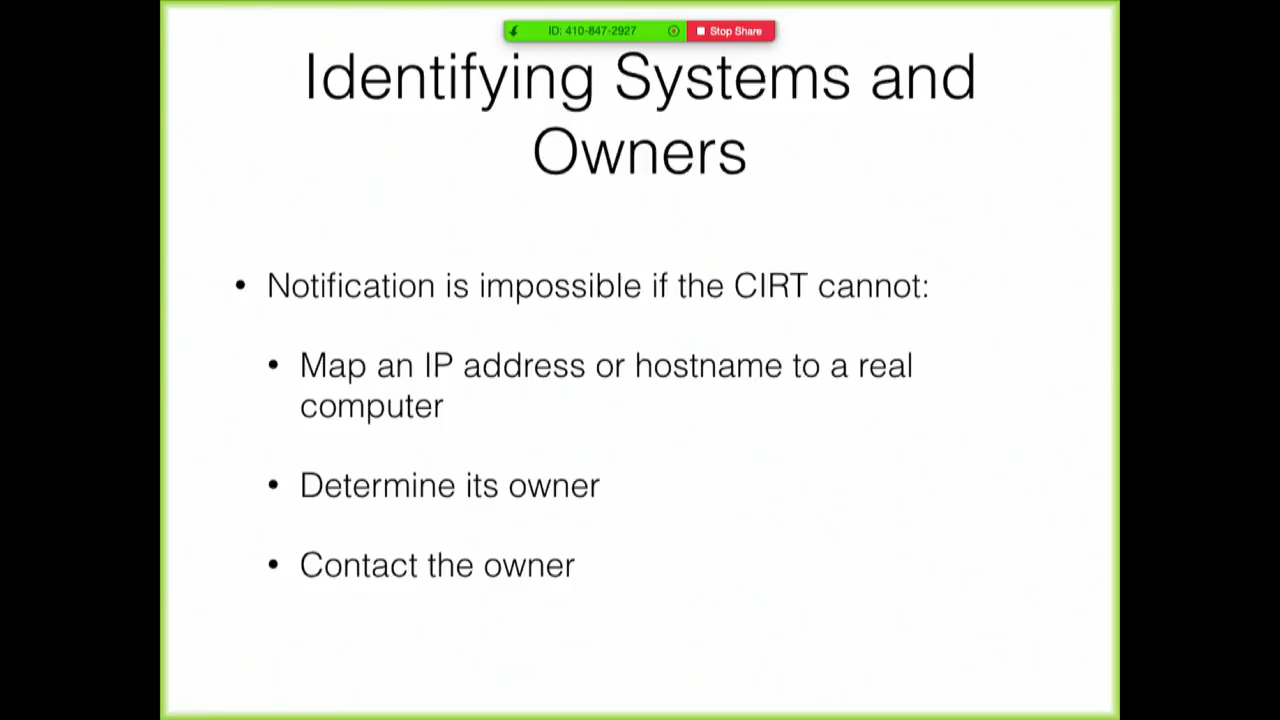 ID: 410-847-2927
Stop Share
Identifying Systems and
Owners
• Notification is impossible if the CIRT cannot:
• Map an IP address or hostname to a real
computer
• Determine its owner
• Contact the owner